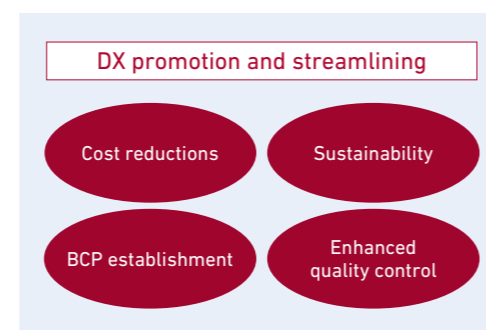 DX promotion and streamlining
Cost reductions
Sustainability
BCP establishment
Enhanced
quality control